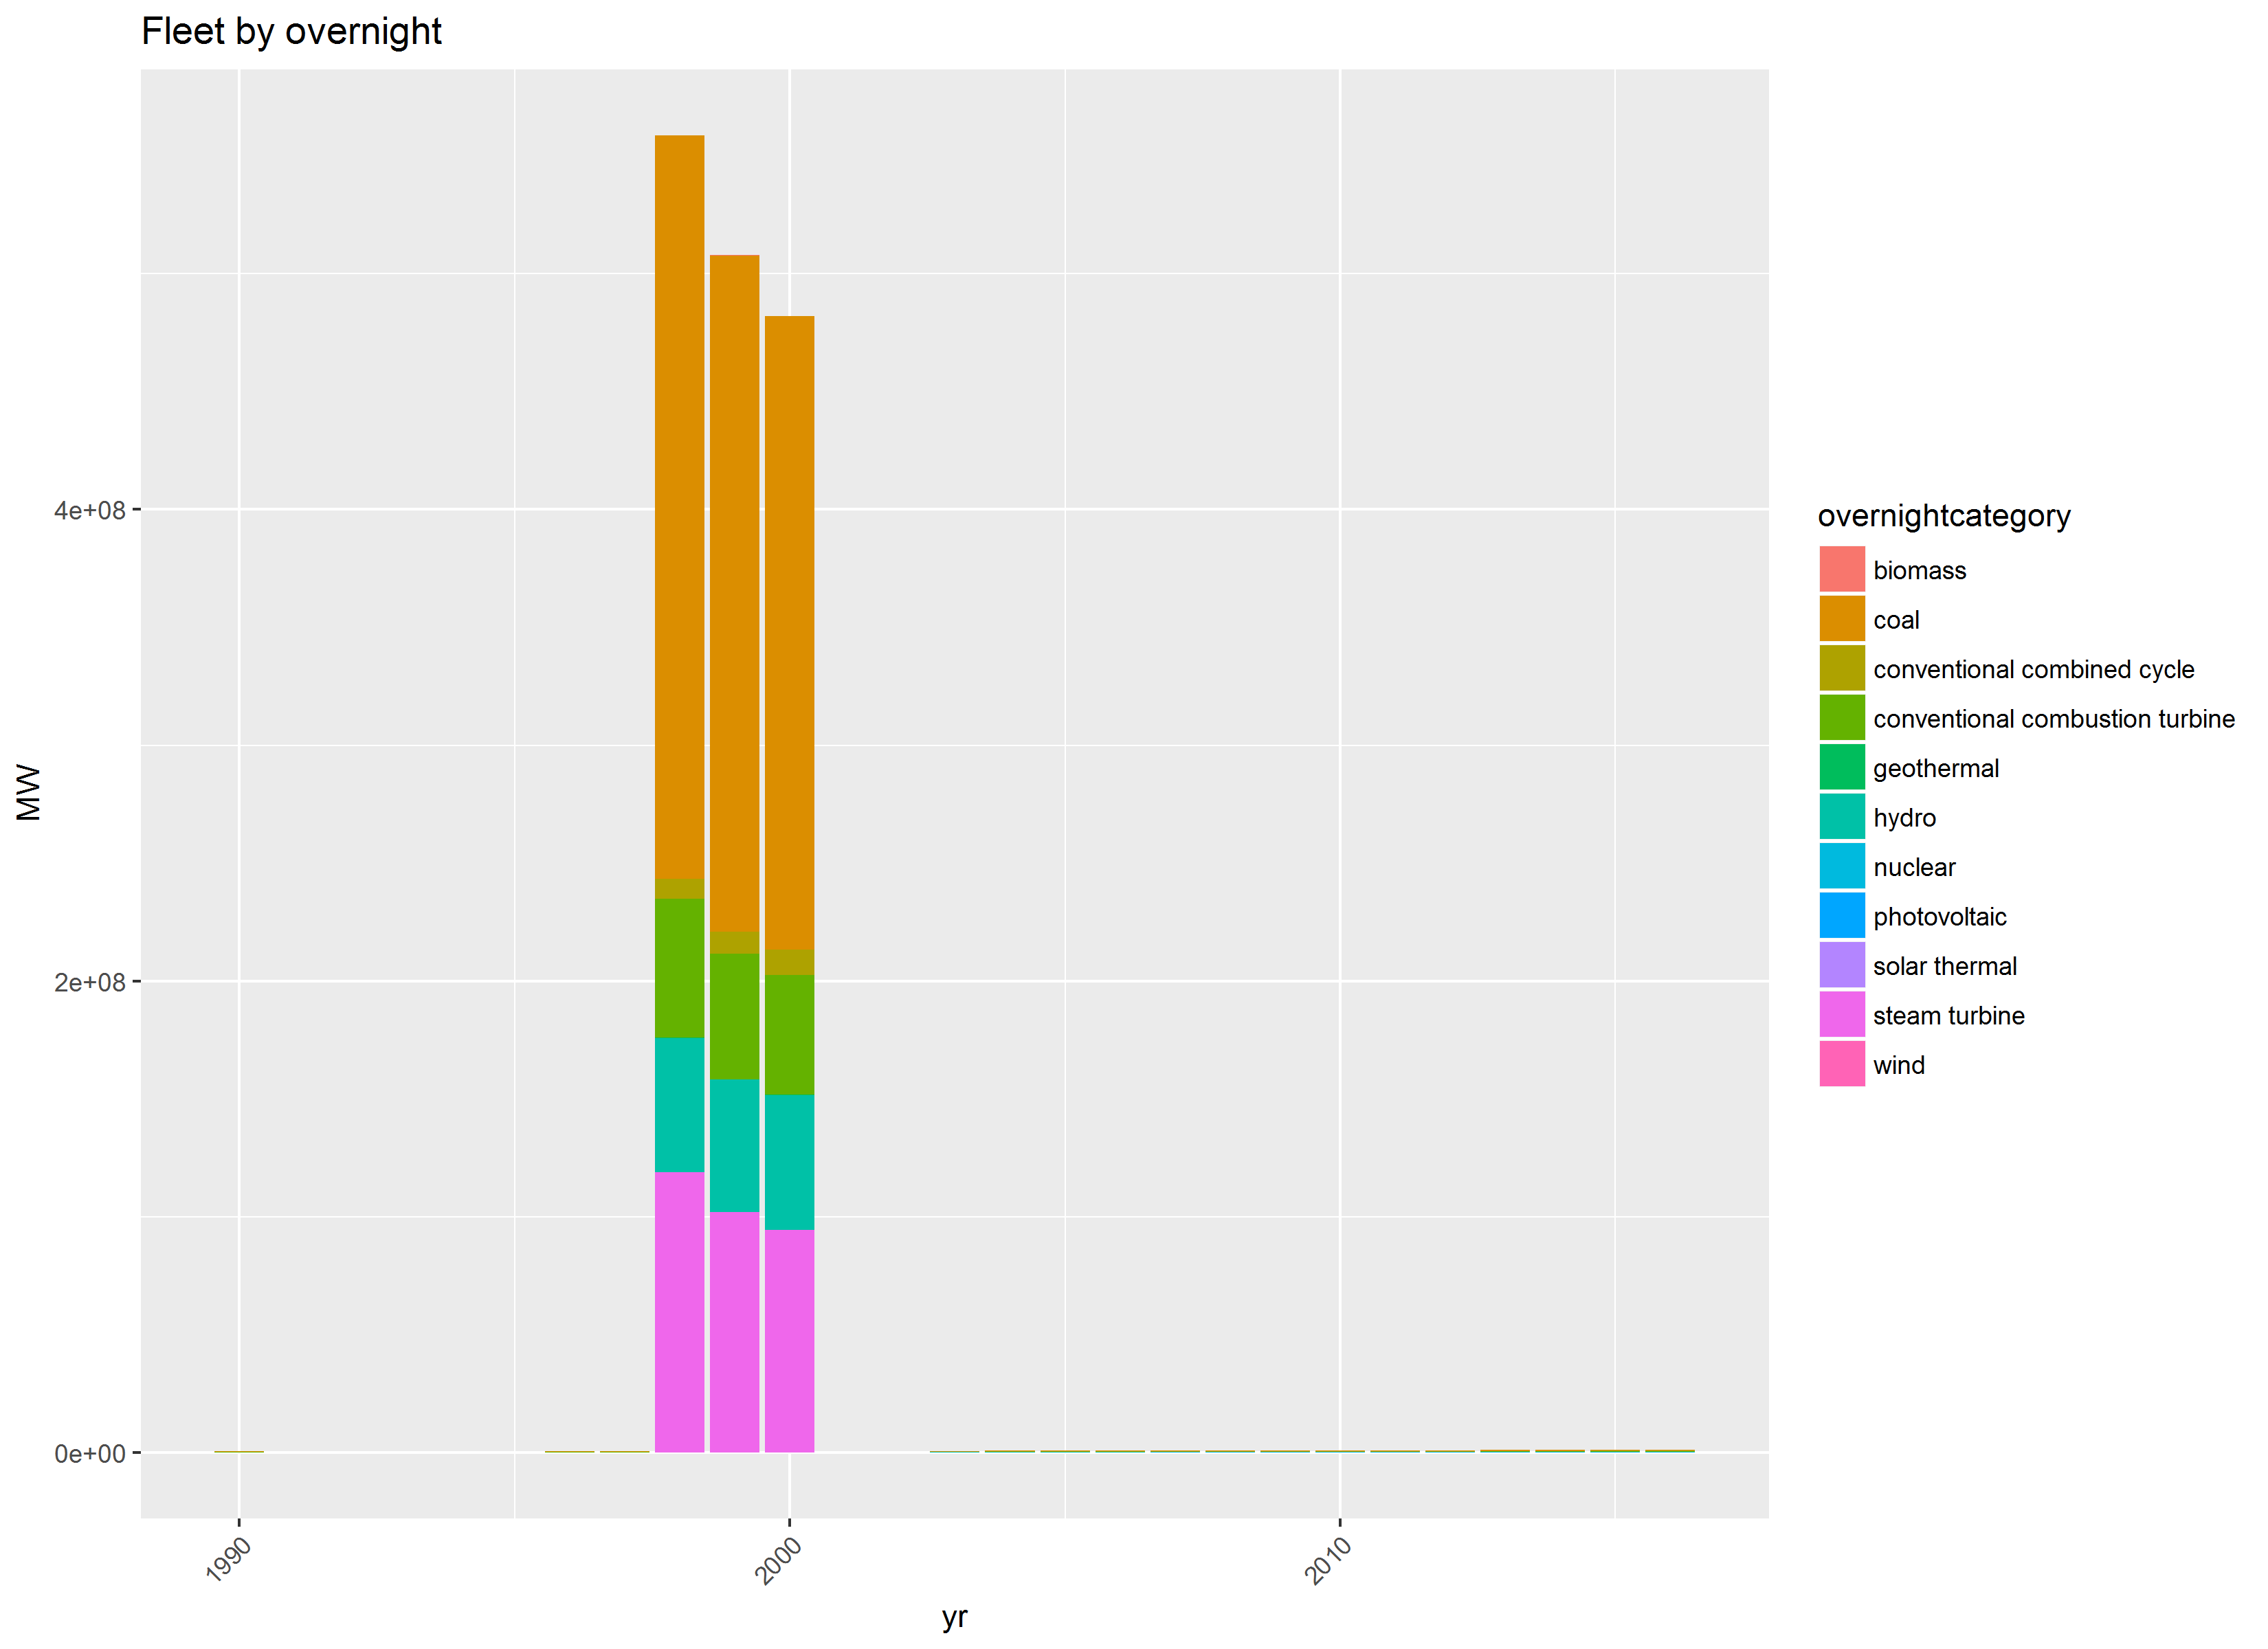 Fleet by overnight
4e+08
2e+08
0e+00
MW
1990
2000
2010
yr
overnightcategory
biomass
coal
conventional combined cycle
conventional combustion turbine
geothermal
hydro
nuclear
photovoltaic
solar thermal
steam turbine
wind